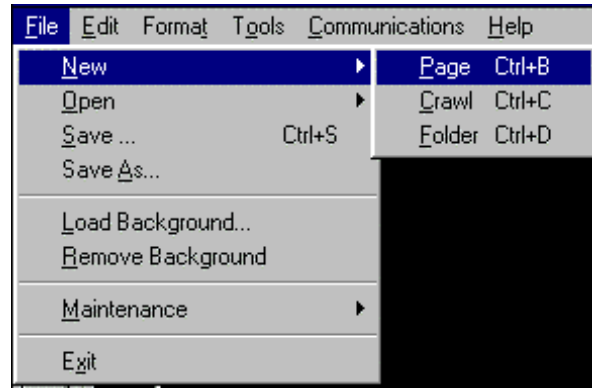 File Edit Format Tools Communications Help
New Page Ctrl+B
Open Crawl Ctrl+C
Save ... Ctrl+S Folder Ctrl+D
Save As...
Load Background...
Remove Background
Maintenance
Exit